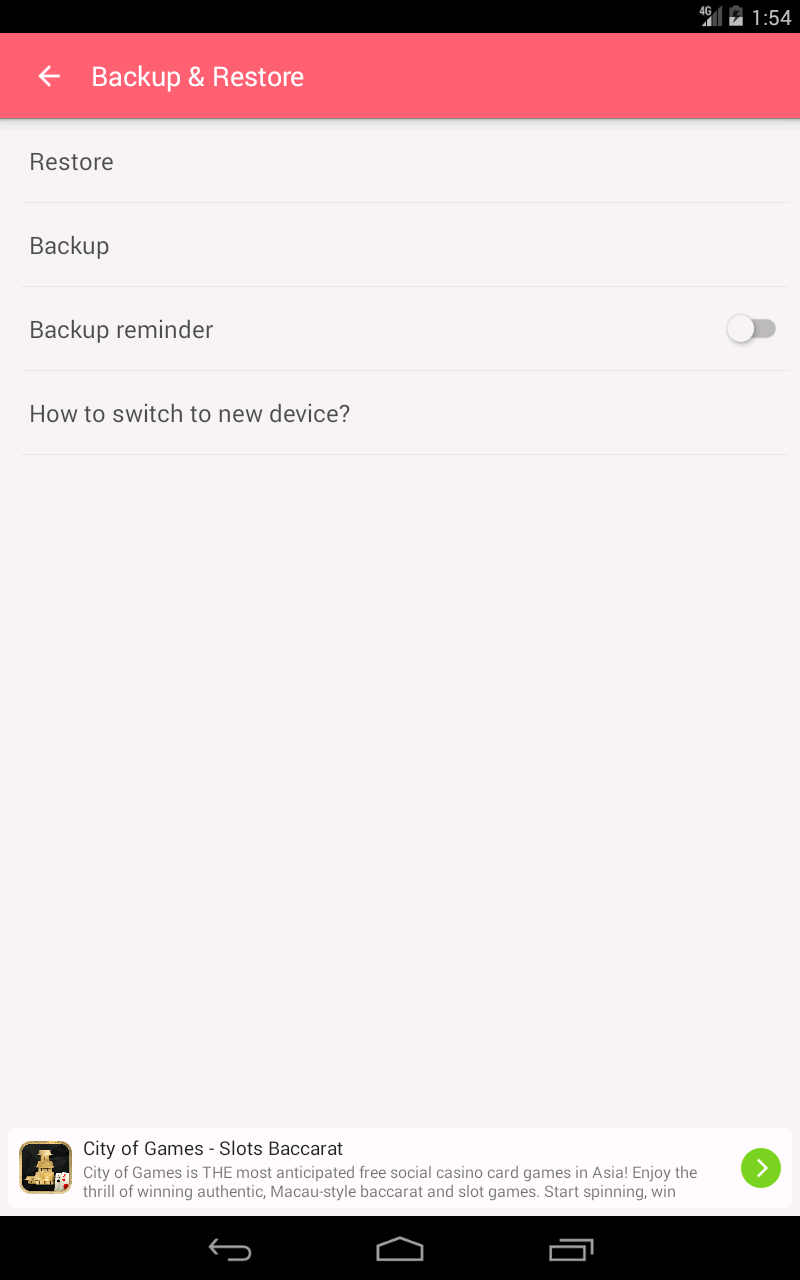 4G 1:54
Backup & Restore
Restore
Backup
Backup reminder
How to switch to new device?
City of Games - Slots Baccarat
City of Games is THE most anticipated free social casino card games in Asia! Enjoy the
thrill of winning authentic, Macau-style baccarat and slot games. Start spinning, win